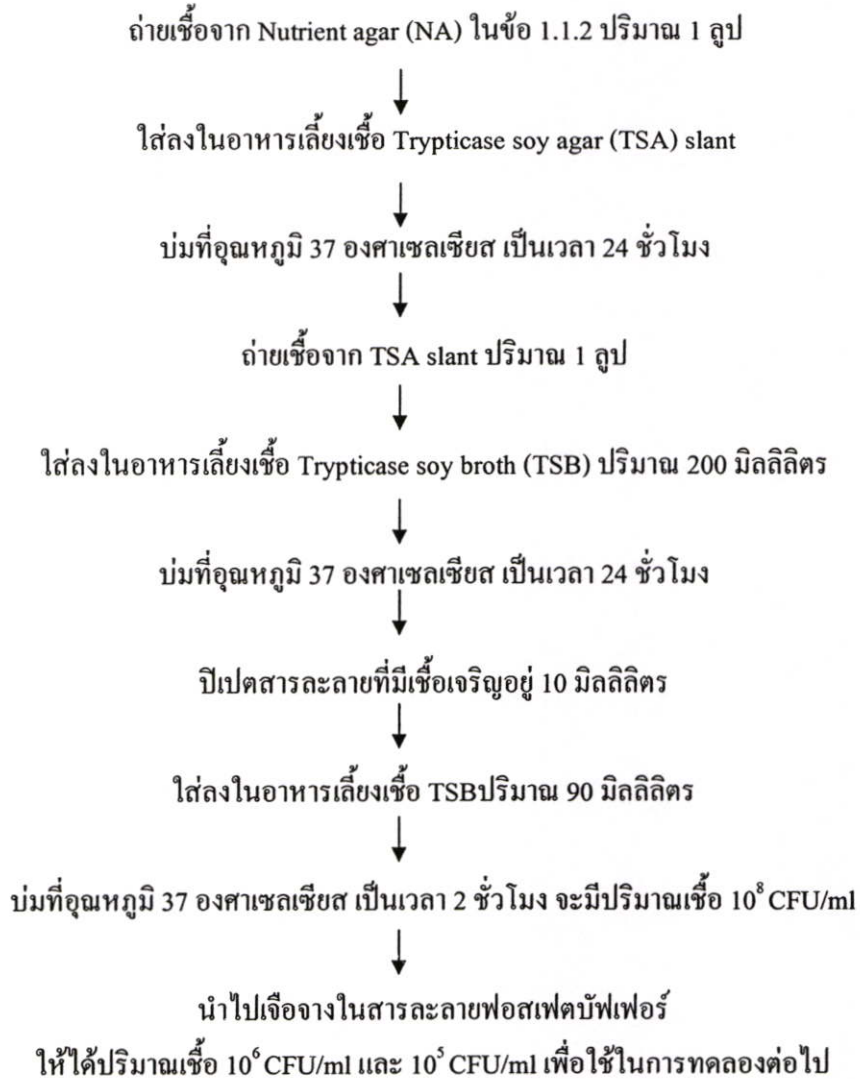 ถ่ายเชื้อจาก Nutrient agar (NA) ในข้อ 1.1.2 ปริมาณ 1 ลูป
ใส่ลงในอาหารเลี้ยงเชื้อ Trypticase soy agar (TSA) slant
บ่มที่อุณหภูมิ 37 องศาเซลเซียส เป็นเวลา 24 ชั่วโมง
ถ่ายเชื้อจาก TSA slant ปริมาณ 1 ลูป
ใส่ลงในอาหารเลี้ยงเชื้อ Trypticase soy broth (TSB) ปริมาณ 200 มิลลิลิตร
บ่มที่อุณหภูมิ 37 องศาเซลเซียส เป็นเวลา 24 ชั่วโมง
ปิเปตสารละลายที่มีเชื้อเจริญอยู่ 10 มิลลิลิตร
ใส่ลงในอาหารเลี้ยงเชื้อ TSBปริมาณ 90 มิลลิลิตร
บ่มที่อุณหภูมิ 37 องศาเซลเซียส เป็นเวลา 2 ชั่วโมง จะมีปริมาณเชื้อ 10⁸ CFU/ml
นำไปเจือจางในสารละลายฟอสเฟตบัฟเฟอร์
ให้ได้ปริมาณเชื้อ 10⁶ CFU/ml และ 10⁵ CFU/ml เพื่อใช้ในการทดลองต่อไป